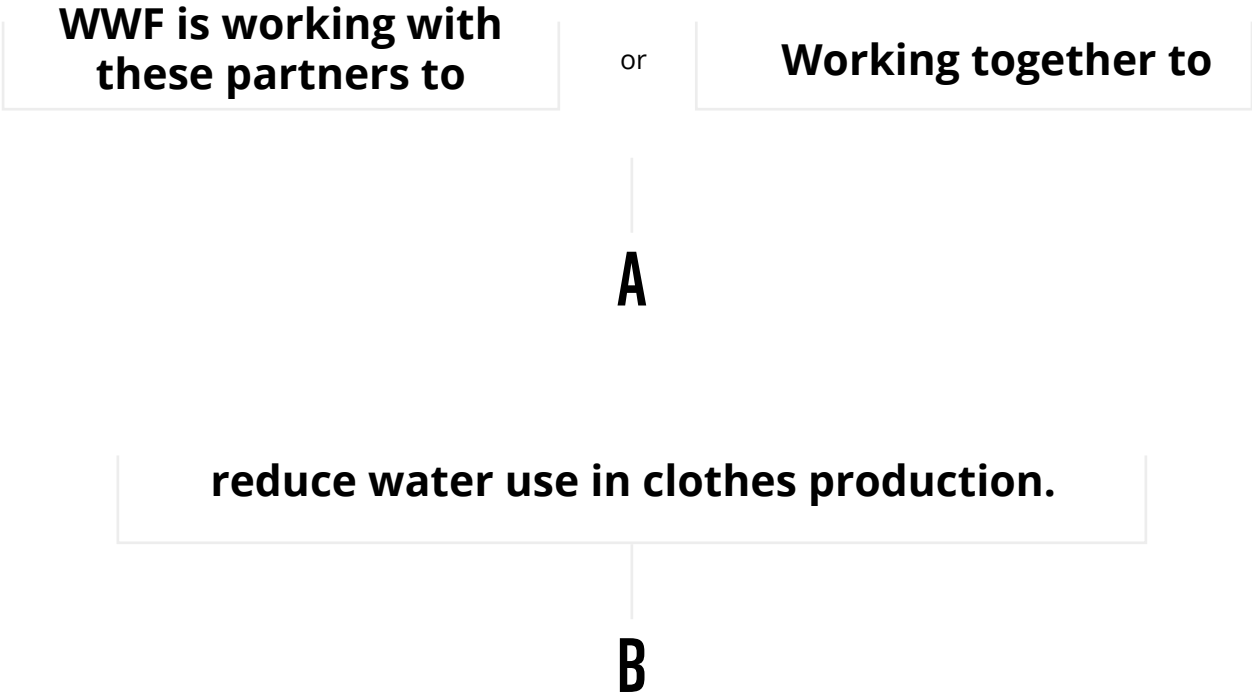 WWF is working with
these partners to
or
Working together to
A
reduce water use in clothes production.
B